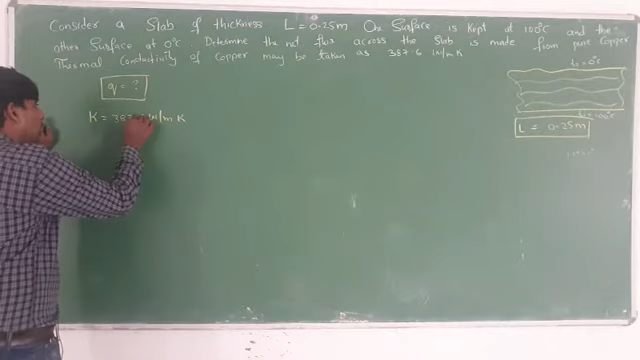 Consider a Slab of thickness L = 0.25m One Surface is kept at 100°C and the
other Surface at 0°C. Determine the net flux across the slab is made from pure Copper
Thermal Conductivity of Copper may be taken as 387.6 W/m K
q = ?
K = 387. W/m K
t₂ = 0°C
t₁ = 100°C
L = 0.25m